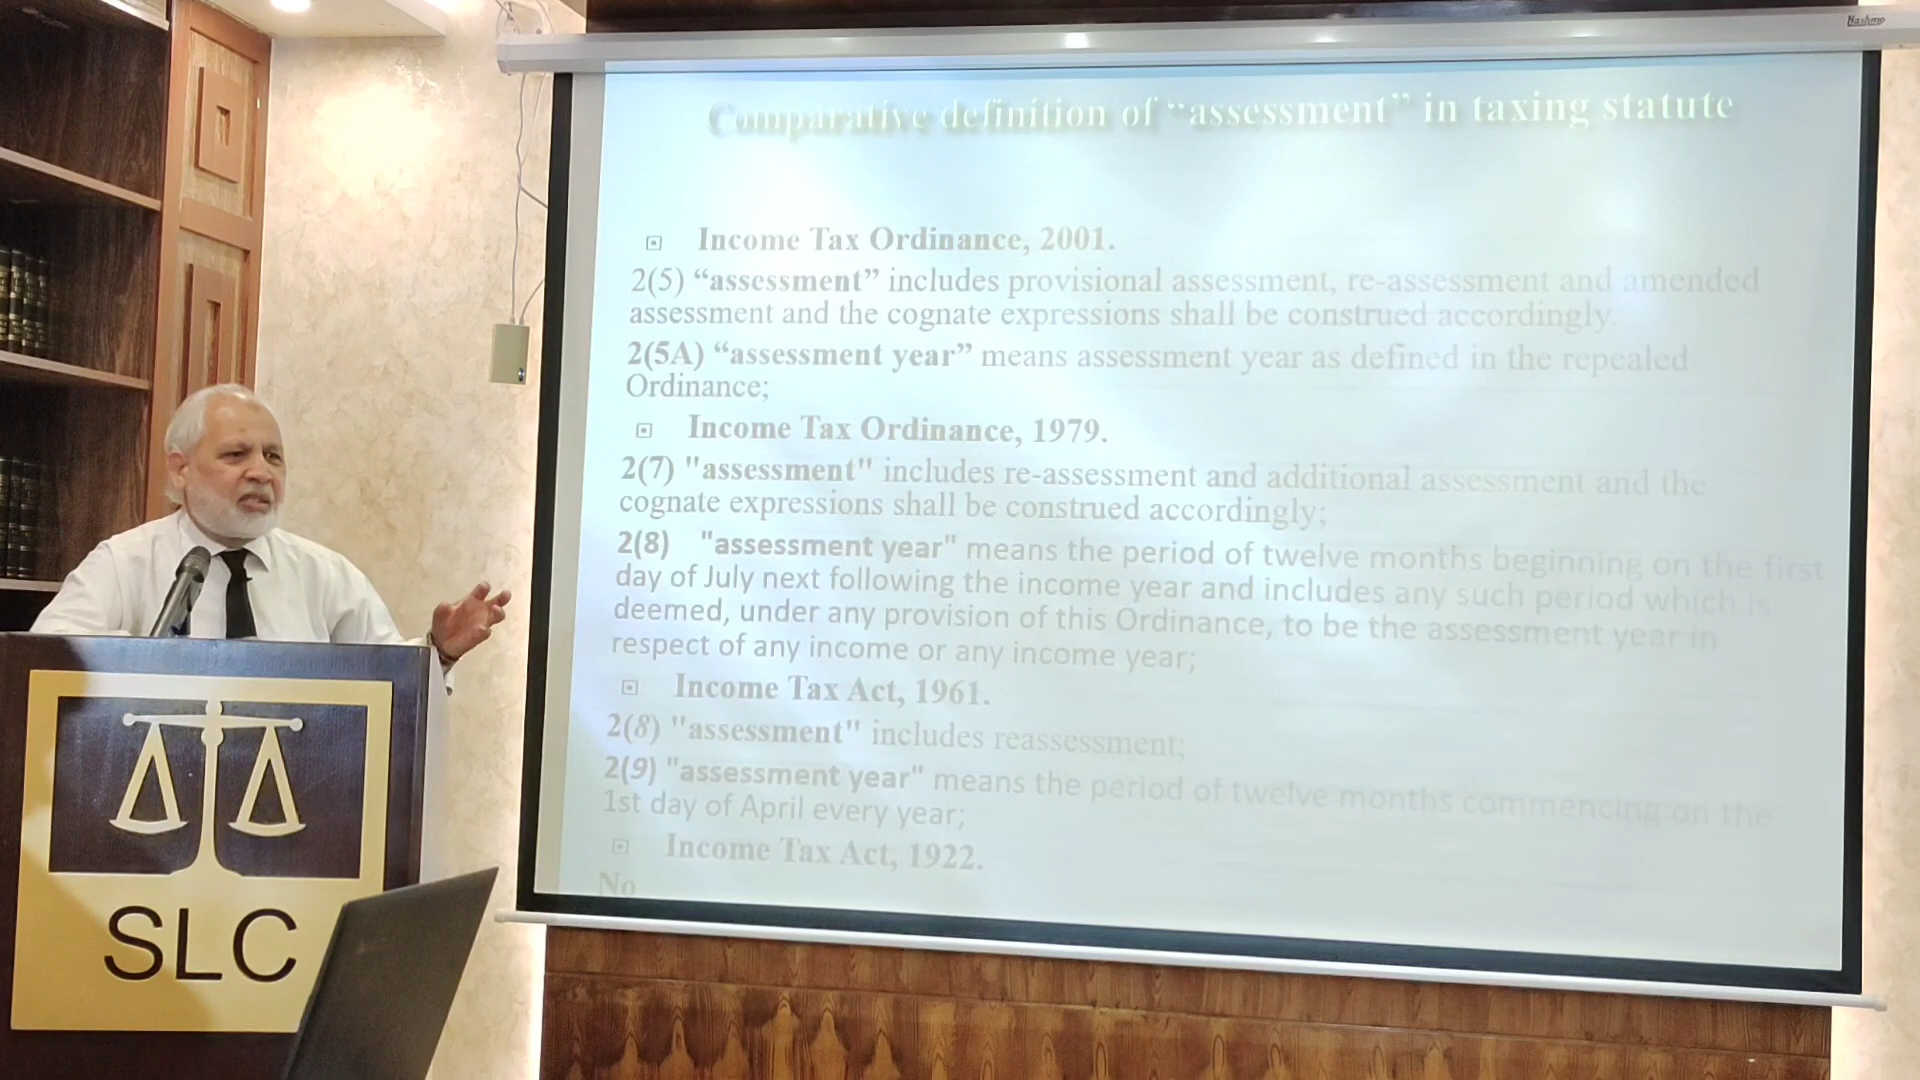 Hashmo
Comparative definition of “assessment” in taxing statute
Income Tax Ordinance, 2001.
2(5) “assessment” includes provisional assessment, re-assessment and amended
assessment and the cognate expressions shall be construed accordingly.
2(5A) “assessment year” means assessment year as defined in the repealed
Ordinance;
Income Tax Ordinance, 1979.
2(7) "assessment" includes re-assessment and additional assessment and the
cognate expressions shall be construed accordingly;
2(8) "assessment year" means the period of twelve months beginning on the first
day of July next following the income year and includes any such period which is
deemed, under any provision of this Ordinance, to be the assessment year in
respect of any income or any income year;
Income Tax Act, 1961.
2(8) "assessment" includes reassessment;
2(9) "assessment year" means the period of twelve months commencing on the
1st day of April every year;
Income Tax Act, 1922.
No
SLC